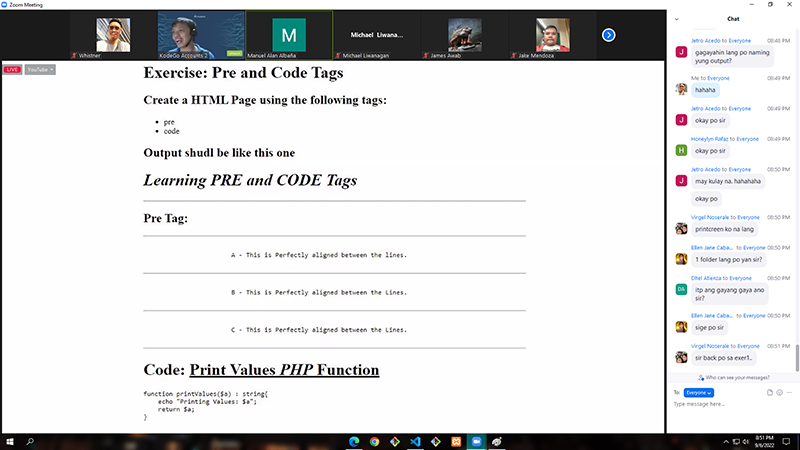 Zoom Meeting
Whistner
KodeGo Accounts 2
M
Manuel Alan Albaña
Michael Liwana...
Michael Liwanagan
James Awab
Jake Mendoza
LIVE
YouTube
Exercise: Pre and Code Tags
Create a HTML Page using the following tags:
pre
code
Output shudl be like this one
Learning PRE and CODE Tags
Pre Tag:
A - This is Perfectly aligned between the lines.
B - This is Perfectly aligned between the Lines.
C - This is Perfectly aligned between the Lines.
Code: Print Values PHP Function
function printValues($a) : string{
echo "Printing Values: $a";
return $a;
}
Chat
Jetro Acedo to Everyone 08:48 PM
J
gagayahin lang po naming
yung output?
Me to Everyone 08:49 PM
hahaha
Jetro Acedo to Everyone 08:49 PM
J
okay po sir
Honeylyn Rafaz to Everyone 08:49 PM
H
okay po sir
Jetro Acedo to Everyone 08:50 PM
J
may kulay na, hahahaha
okay po
Virgel Noserale to Everyone 08:50 PM
printcreen ko na lang
Ellen Jane Caba... to Everyone 08:50 PM
1 folder lang po yan sir?
Dhel Atienza to Everyone 08:50 PM
DA
itp ang gayang gaya ano
sir?
Ellen Jane Caba... to Everyone 08:50 PM
sige po sir
Virgel Noserale to Everyone 08:51 PM
sir back po sa exer1..
Who can see your messages?
To: Everyone
Type message here...
8:51 PM
9/6/2022